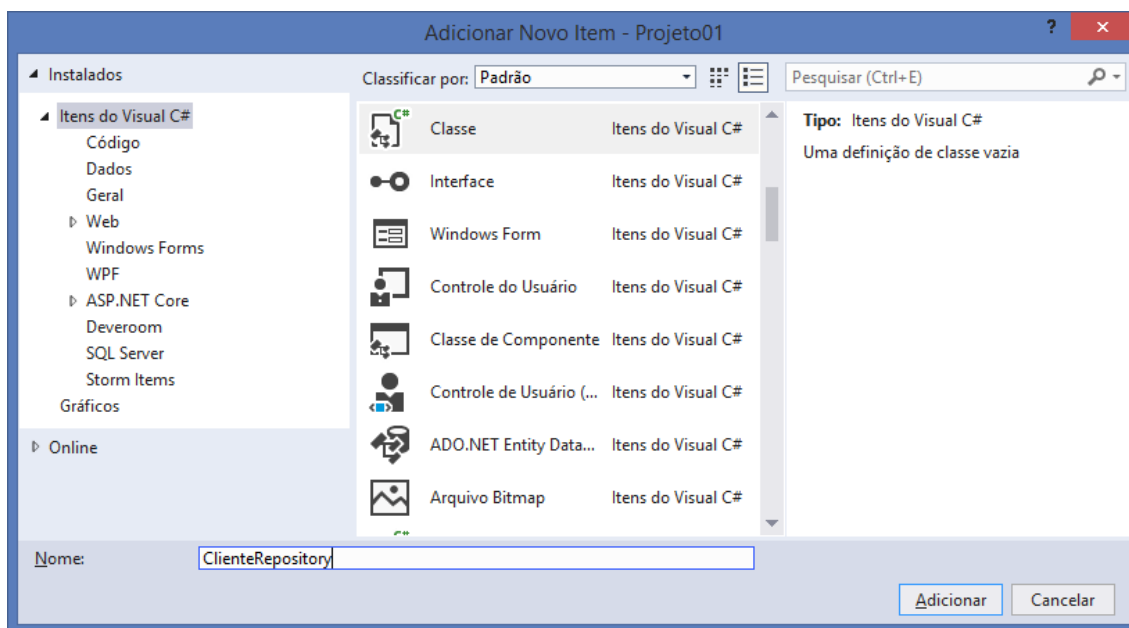 Adicionar Novo Item - Projeto01
?
Instalados
Itens do Visual C#
Código
Dados
Geral
Web
Windows Forms
WPF
ASP.NET Core
Deveroom
SQL Server
Storm Items
Gráficos
Online
Classificar por: Padrão
Classe Itens do Visual C#
Interface Itens do Visual C#
Windows Form Itens do Visual C#
Controle do Usuário Itens do Visual C#
Classe de Componente Itens do Visual C#
Controle de Usuário (... Itens do Visual C#
ADO.NET Entity Data... Itens do Visual C#
Arquivo Bitmap Itens do Visual C#
Pesquisar (Ctrl+E)
Tipo: Itens do Visual C#
Uma definição de classe vazia
Nome: ClienteRepository
Adicionar Cancelar